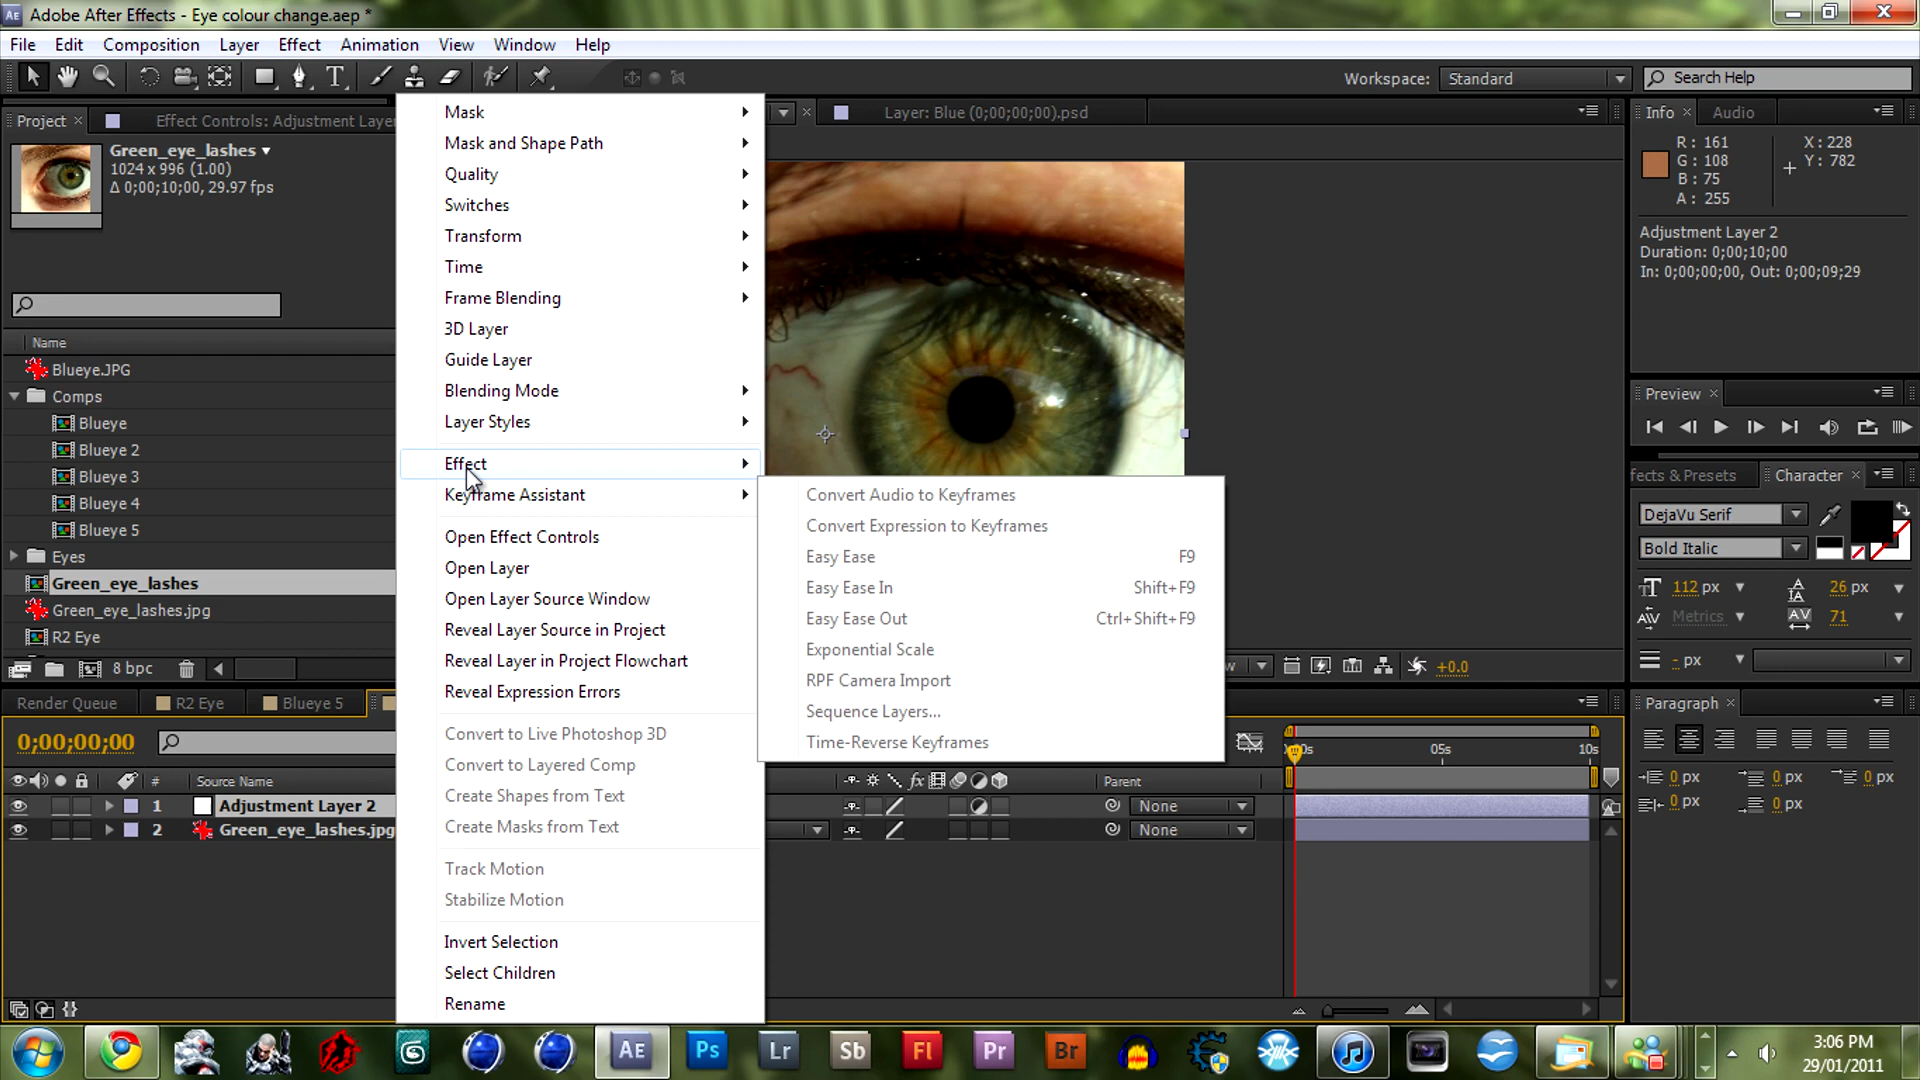 Adobe After Effects - Eye colour change.aep *
File Edit Composition Layer Effect Animation View Window Help
Workspace: Standard Search Help
Project × Effect Controls: Adjustment Layer
Green_eye_lashes
1024 x 996 (1.00)
Δ 0;00;10;00, 29.97 fps
Name
Blueye.JPG
Comps
Blueye
Blueye 2
Blueye 3
Blueye 4
Blueye 5
Eyes
Green_eye_lashes
Green_eye_lashes.jpg
R2 Eye
8 bpc
Mask
Mask and Shape Path
Quality
Switches
Transform
Time
Frame Blending
3D Layer
Guide Layer
Blending Mode
Layer Styles
Effect
Keyframe Assistant
Open Effect Controls
Open Layer
Open Layer Source Window
Reveal Layer Source in Project
Reveal Layer in Project Flowchart
Reveal Expression Errors
Convert to Live Photoshop 3D
Convert to Layered Comp
Create Shapes from Text
Create Masks from Text
Track Motion
Stabilize Motion
Invert Selection
Select Children
Rename
Convert Audio to Keyframes
Convert Expression to Keyframes
Easy Ease F9
Easy Ease In Shift+F9
Easy Ease Out Ctrl+Shift+F9
Exponential Scale
RPF Camera Import
Sequence Layers...
Time-Reverse Keyframes
Layer: Blue (0;00;00;00).psd
+0.0
Info × Audio
R : 161
G : 108
B : 75
A : 255
X : 228
Y : 782
Adjustment Layer 2
Duration: 0;00;10;00
In: 0;00;00;00, Out: 0;00;09;29
Preview ×
ffects & Presets Character ×
DejaVu Serif
Bold Italic
112 px 26 px
Metrics 71
- px
Paragraph ×
0 px 0 px 0 px
0 px 0 px
Render Queue R2 Eye Blueye 5
0;00;00;00
# Source Name Parent
1 Adjustment Layer 2 None
2 Green_eye_lashes.jpg None
05s 10s
AE Ps Lr Sb Fl Pr Br
3:06 PM
29/01/2011